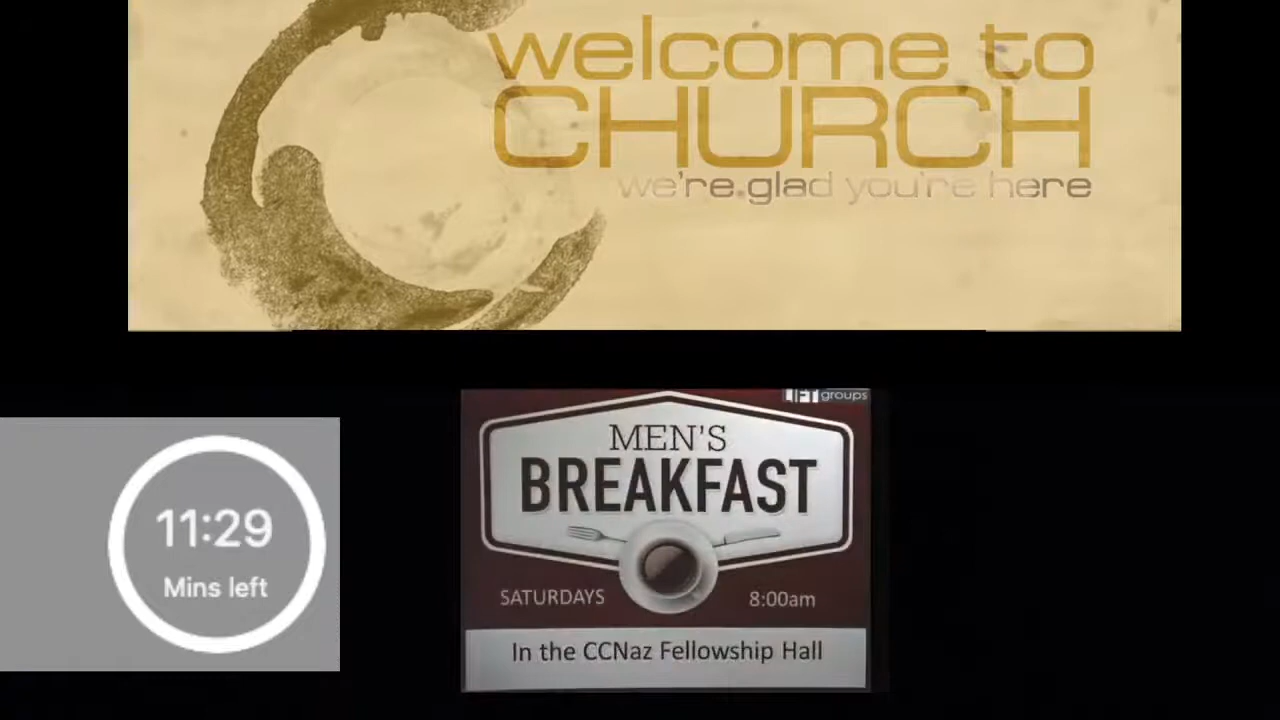 welcome to
CHURCH
we're glad you're here
LIFT groups
MEN'S
BREAKFAST
11:29
Mins left
SATURDAYS 8:00am
In the CCNaz Fellowship Hall